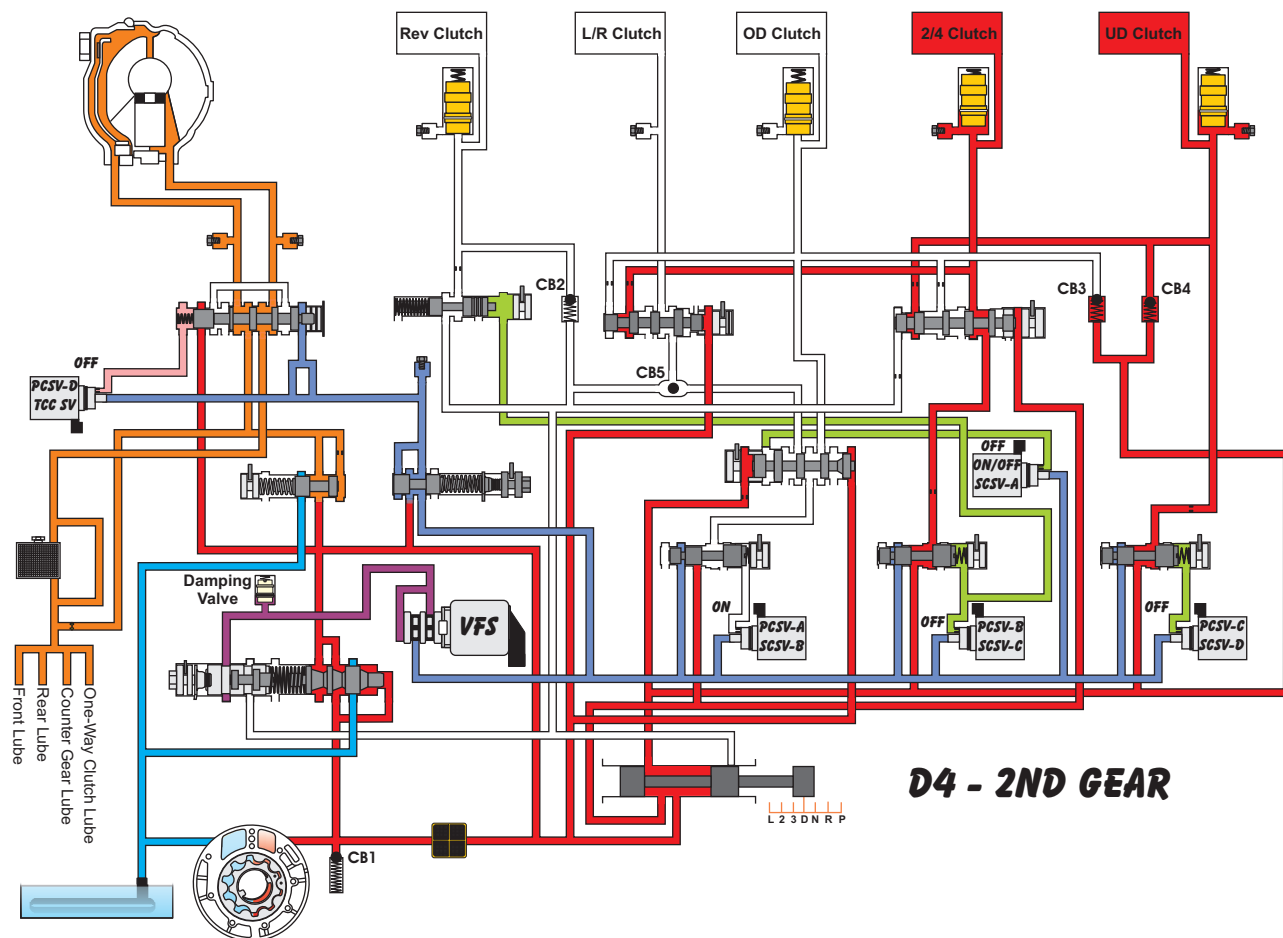 Rev Clutch
L/R Clutch
OD Clutch
2/4 Clutch
UD Clutch
CB2
CB3
CB4
OFF
PCSV-D
TCC SV
CB5
OFF
ON/OFF
SCSV-A
Damping
Valve
VFS
ON
PCSV-A
SCSV-B
OFF
PCSV-B
SCSV-C
OFF
PCSV-C
SCSV-D
Front Lube
Rear Lube
Counter Gear Lube
One-Way Clutch Lube
D4 - 2ND GEAR
L 2 3 D N R P
CB1